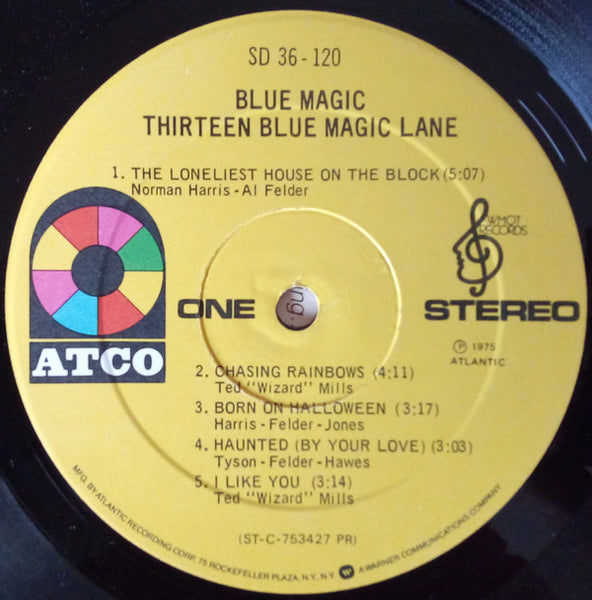 SD 36-120
BLUE MAGIC
THIRTEEN BLUE MAGIC LANE
1. THE LONELIEST HOUSE ON THE BLOCK (5:07)
Norman Harris - Al Felder
WMOT
RECORDS
ONE
ng.
STEREO
ATCO
Ⓟ 1975
ATLANTIC
2. CHASING RAINBOWS (4:11)
Ted "Wizard" Mills
3. BORN ON HALLOWEEN (3:17)
Harris - Felder - Jones
4. HAUNTED (BY YOUR LOVE) (3:03)
Tyson - Felder - Hawes
5. I LIKE YOU (3:14)
Ted "Wizard" Mills
(ST-C-753427 PR)
MFG. BY ATLANTIC RECORDING CORP. 75 ROCKEFELLER PLAZA, N.Y., N.Y. A WARNER COMMUNICATIONS COMPANY